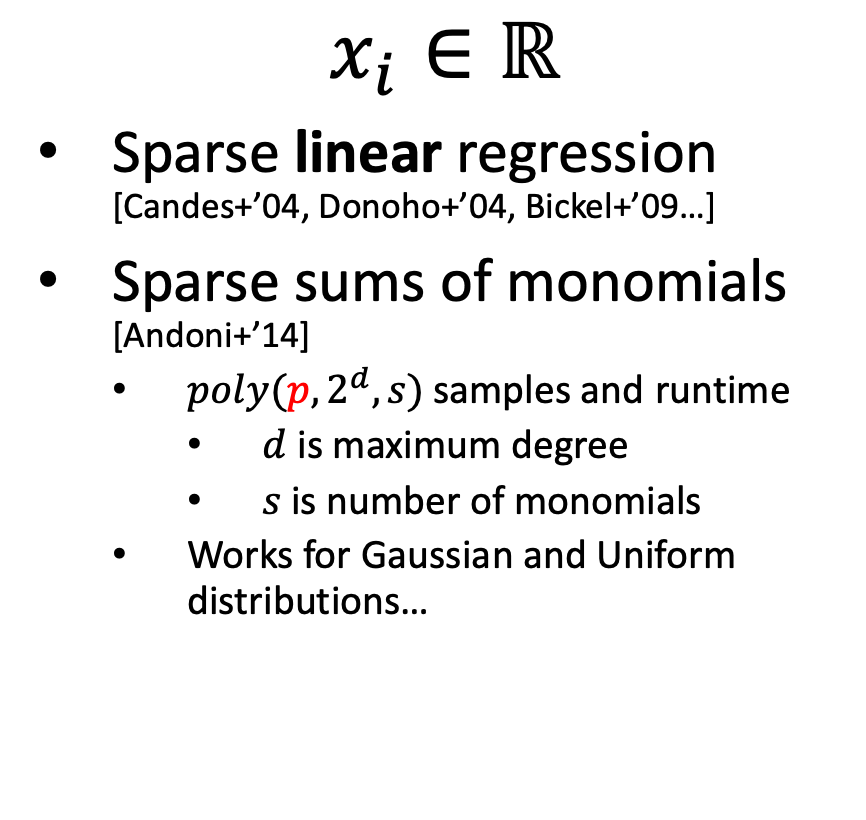 𝑥ᵢ ∈ ℝ
• Sparse linear regression
[Candes+’04, Donoho+’04, Bickel+’09…]
• Sparse sums of monomials
[Andoni+’14]
• poly(p, 2ᵈ, s) samples and runtime
• d is maximum degree
• s is number of monomials
• Works for Gaussian and Uniform
distributions…